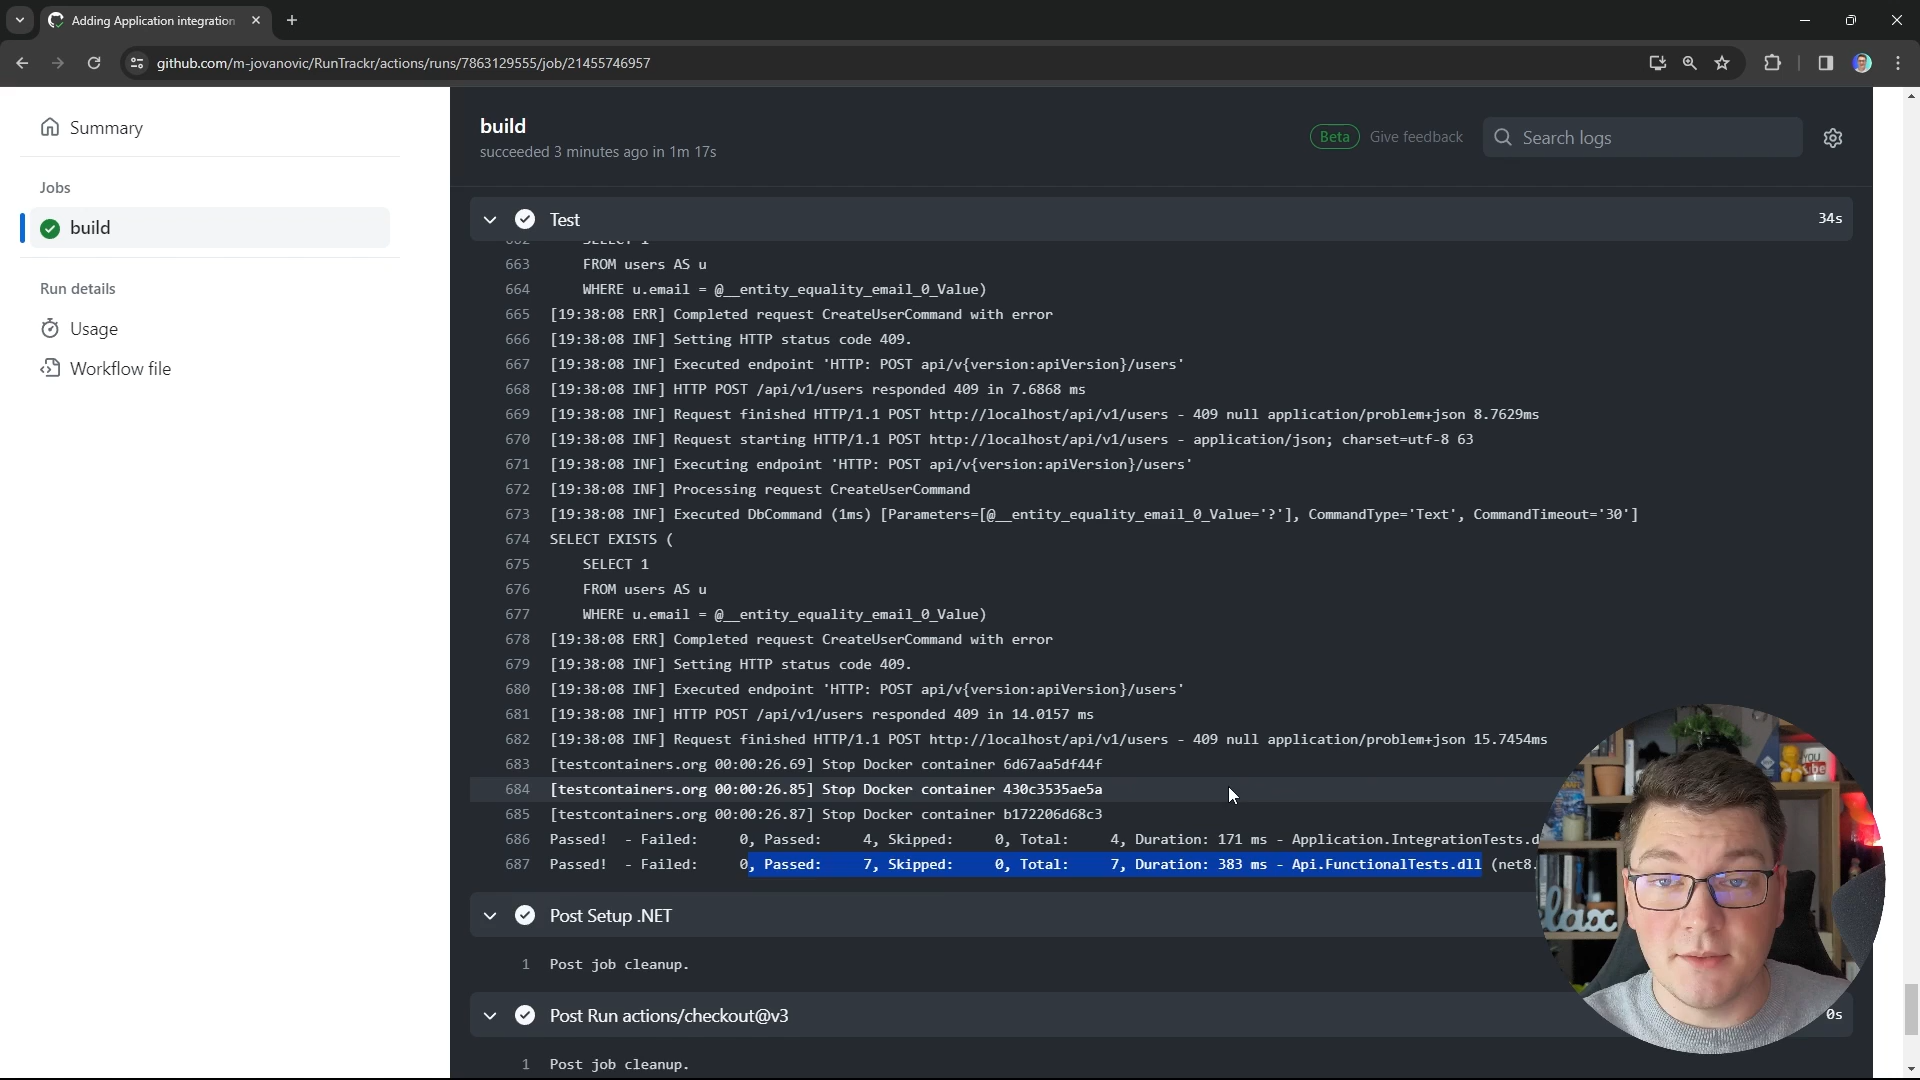 Adding Application integration
github.com/m-jovanovic/RunTrackr/actions/runs/7863129555/job/21455746957
Summary
Jobs
build
Run details
Usage
Workflow file
build
succeeded 3 minutes ago in 1m 17s
Beta Give feedback
Search logs
Test 34s
662 SELECT 1
663 FROM users AS u
664 WHERE u.email = @__entity_equality_email_0_Value)
665 [19:38:08 ERR] Completed request CreateUserCommand with error
666 [19:38:08 INF] Setting HTTP status code 409.
667 [19:38:08 INF] Executed endpoint 'HTTP: POST api/v{version:apiVersion}/users'
668 [19:38:08 INF] HTTP POST /api/v1/users responded 409 in 7.6868 ms
669 [19:38:08 INF] Request finished HTTP/1.1 POST http://localhost/api/v1/users - 409 null application/problem+json 8.7629ms
670 [19:38:08 INF] Request starting HTTP/1.1 POST http://localhost/api/v1/users - application/json; charset=utf-8 63
671 [19:38:08 INF] Executing endpoint 'HTTP: POST api/v{version:apiVersion}/users'
672 [19:38:08 INF] Processing request CreateUserCommand
673 [19:38:08 INF] Executed DbCommand (1ms) [Parameters=[@__entity_equality_email_0_Value='?'], CommandType='Text', CommandTimeout='30']
674 SELECT EXISTS (
675 SELECT 1
676 FROM users AS u
677 WHERE u.email = @__entity_equality_email_0_Value)
678 [19:38:08 ERR] Completed request CreateUserCommand with error
679 [19:38:08 INF] Setting HTTP status code 409.
680 [19:38:08 INF] Executed endpoint 'HTTP: POST api/v{version:apiVersion}/users'
681 [19:38:08 INF] HTTP POST /api/v1/users responded 409 in 14.0157 ms
682 [19:38:08 INF] Request finished HTTP/1.1 POST http://localhost/api/v1/users - 409 null application/problem+json 15.7454ms
683 [testcontainers.org 00:00:26.69] Stop Docker container 6d67aa5df44f
684 [testcontainers.org 00:00:26.85] Stop Docker container 430c3535ae5a
685 [testcontainers.org 00:00:26.87] Stop Docker container b172206d68c3
686 Passed! - Failed: 0, Passed: 4, Skipped: 0, Total: 4, Duration: 171 ms - Application.IntegrationTests.d
687 Passed! - Failed: 0, Passed: 7, Skipped: 0, Total: 7, Duration: 383 ms - Api.FunctionalTests.dll (net8.
Post Setup .NET
1 Post job cleanup.
Post Run actions/checkout@v3 0s
1 Post job cleanup.
YOU